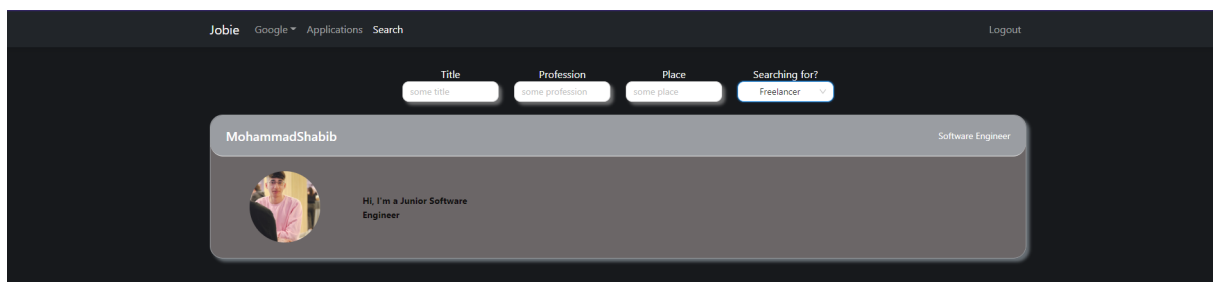 Jobie Google Applications Search Logout
Title Profession Place Searching for?
some title some profession some place Freelancer
MohammadShabib Software Engineer
Hi, I'm a Junior Software
Engineer